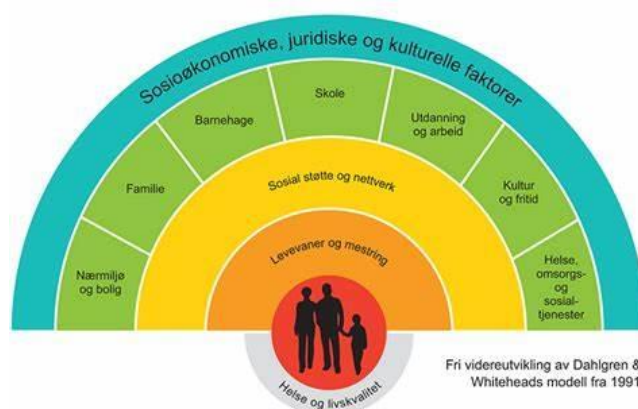 Sosioøkonomiske, juridiske og kulturelle faktorer
Nærmiljø
og bolig
Familie
Barnehage
Skole
Utdanning
og arbeid
Kultur
og fritid
Helse,
omsorgs-
og
sosial-
tjenester
Sosial støtte og nettverk
Levevaner og mestring
Helse og livskvalitet
Fri videreutvikling av Dahlgren &
Whiteheads modell fra 1991